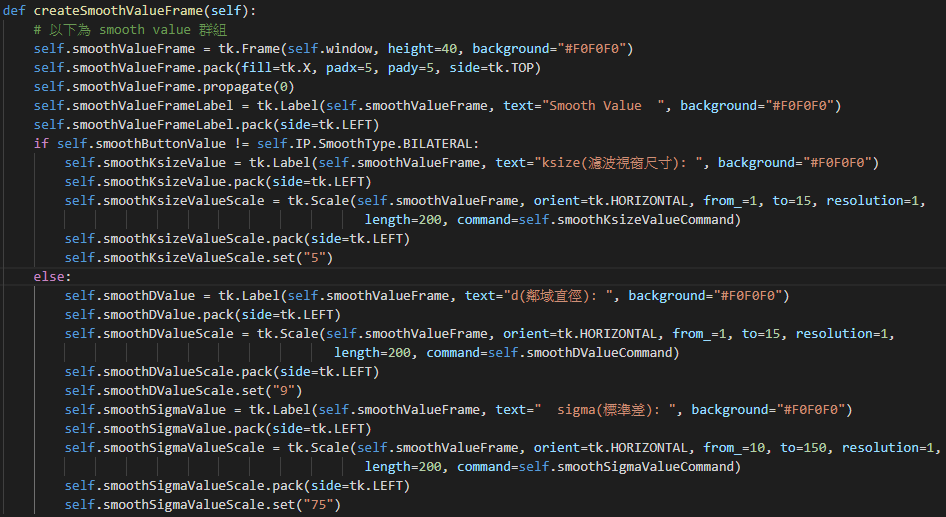 def createSmoothValueFrame(self):
# 以下為 smooth value 群組
self.smoothValueFrame = tk.Frame(self.window, height=40, background="#F0F0F0")
self.smoothValueFrame.pack(fill=tk.X, padx=5, pady=5, side=tk.TOP)
self.smoothValueFrame.propagate(0)
self.smoothValueFrameLabel = tk.Label(self.smoothValueFrame, text="Smooth Value  ", background="#F0F0F0")
self.smoothValueFrameLabel.pack(side=tk.LEFT)
if self.smoothButtonValue != self.IP.SmoothType.BILATERAL:
self.smoothKsizeValue = tk.Label(self.smoothValueFrame, text="ksize(濾波視窗尺寸): ", background="#F0F0F0")
self.smoothKsizeValue.pack(side=tk.LEFT)
self.smoothKsizeValueScale = tk.Scale(self.smoothValueFrame, orient=tk.HORIZONTAL, from_=1, to=15, resolution=1,
length=200, command=self.smoothKsizeValueCommand)
self.smoothKsizeValueScale.pack(side=tk.LEFT)
self.smoothKsizeValueScale.set("5")
else:
self.smoothDValue = tk.Label(self.smoothValueFrame, text="d(鄰域直徑): ", background="#F0F0F0")
self.smoothDValue.pack(side=tk.LEFT)
self.smoothDValueScale = tk.Scale(self.smoothValueFrame, orient=tk.HORIZONTAL, from_=1, to=15, resolution=1,
length=200, command=self.smoothDValueCommand)
self.smoothDValueScale.pack(side=tk.LEFT)
self.smoothDValueScale.set("9")
self.smoothSigmaValue = tk.Label(self.smoothValueFrame, text="  sigma(標準差): ", background="#F0F0F0")
self.smoothSigmaValue.pack(side=tk.LEFT)
self.smoothSigmaValueScale = tk.Scale(self.smoothValueFrame, orient=tk.HORIZONTAL, from_=10, to=150, resolution=1,
length=200, command=self.smoothSigmaValueCommand)
self.smoothSigmaValueScale.pack(side=tk.LEFT)
self.smoothSigmaValueScale.set("75")